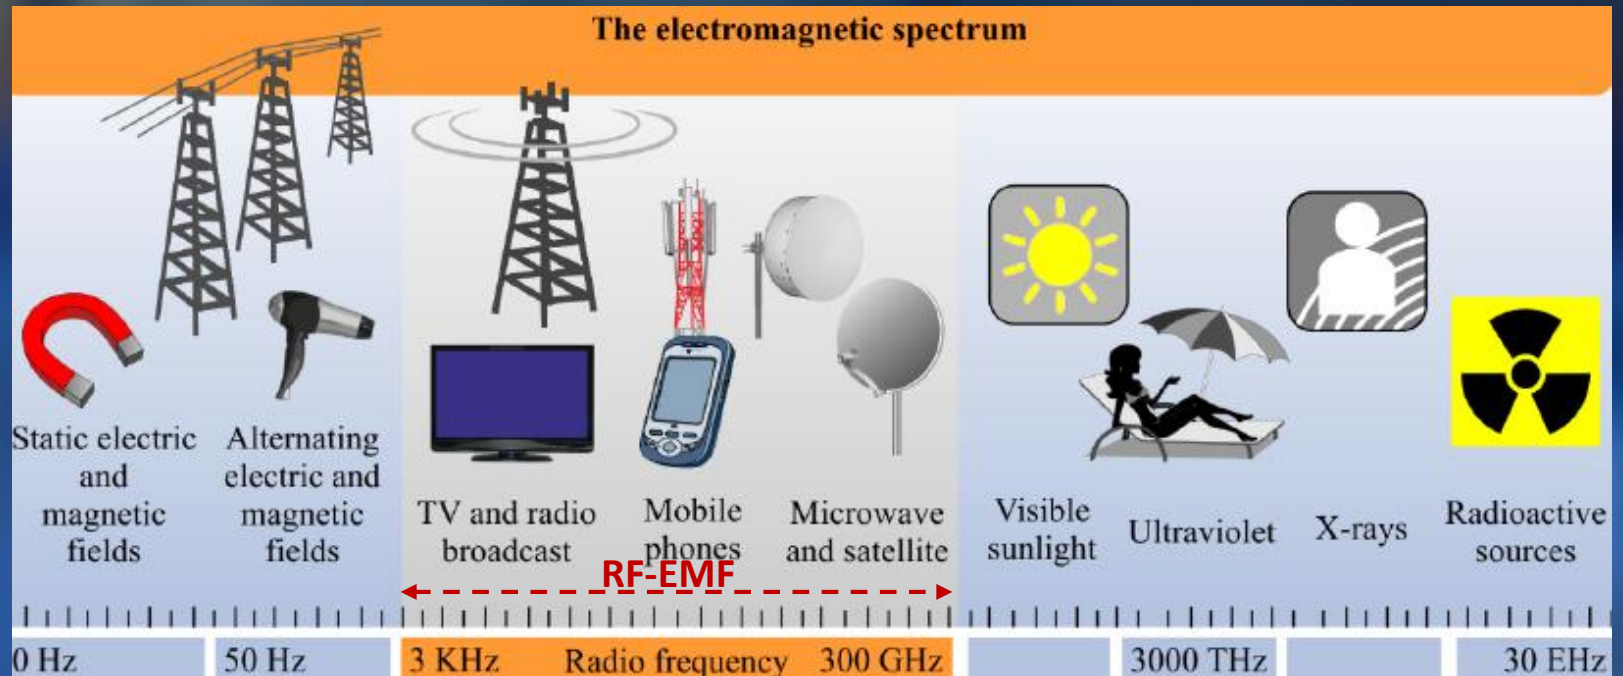 The electromagnetic spectrum
Static electric
and
magnetic
fields
Alternating
electric and
magnetic
fields
TV and radio
broadcast
Mobile
phones
Microwave
and satellite
Visible
sunlight
Ultraviolet
X-rays
Radioactive
sources
RF-EMF
0 Hz
50 Hz
3 KHz
Radio frequency
300 GHz
3000 THz
30 EHz